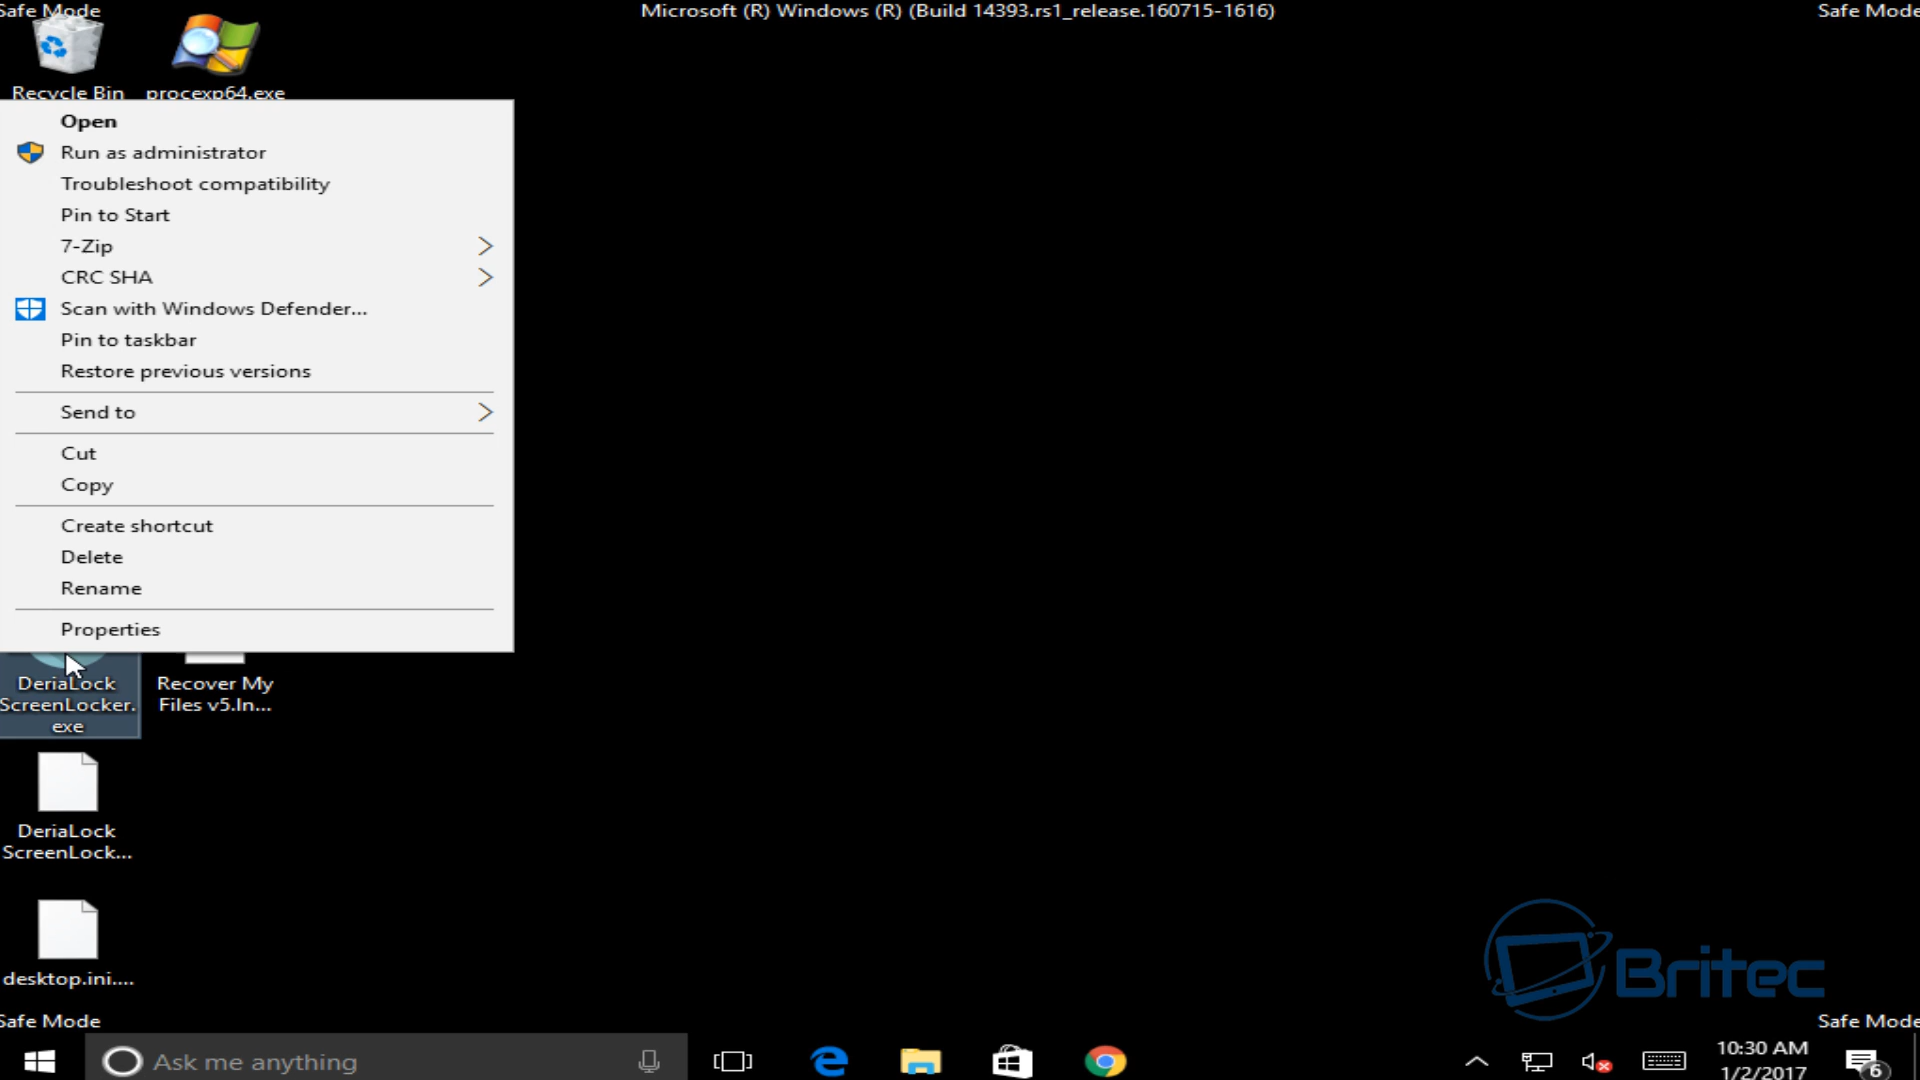 Safe Mode
Microsoft (R) Windows (R) (Build 14393.rs1_release.160715-1616)
Safe Mode
Recycle Bin
procexp64.exe
Open
Run as administrator
Troubleshoot compatibility
Pin to Start
7-Zip
CRC SHA
Scan with Windows Defender...
Pin to taskbar
Restore previous versions
Send to
Cut
Copy
Create shortcut
Delete
Rename
Properties
DeriaLock
ScreenLocker.
exe
Recover My
Files v5.In...
DeriaLock
ScreenLock...
desktop.ini....
Britec
Safe Mode
Safe Mode
Ask me anything
10:30 AM
1/2/2017
6